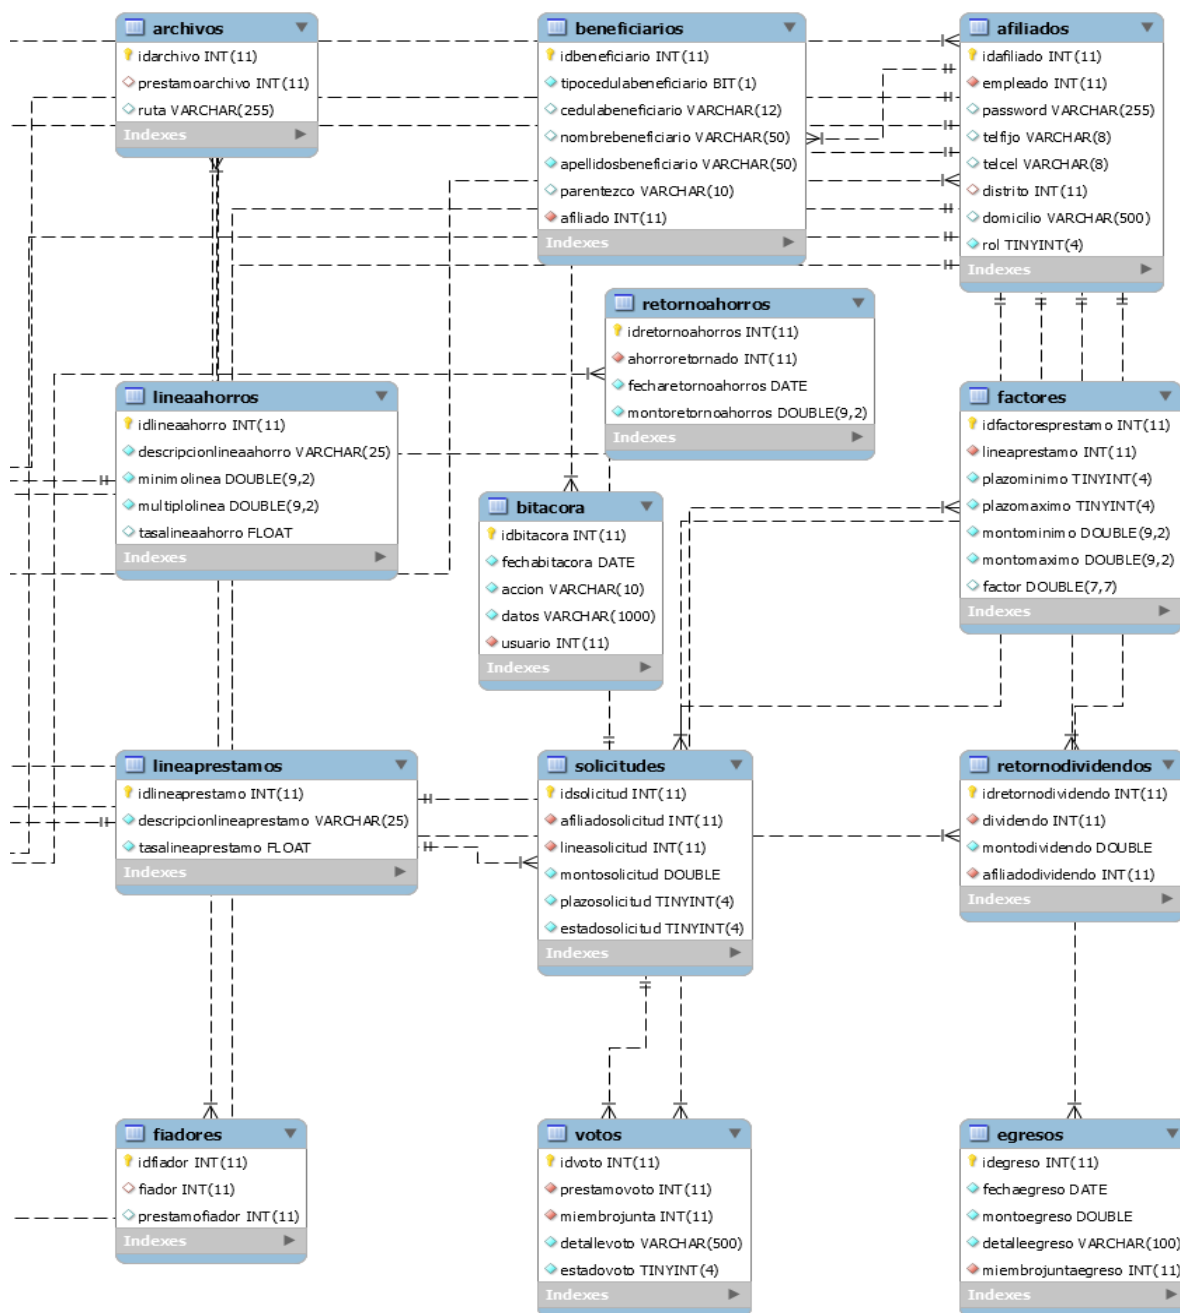 archivos
idarchivo INT(11)
prestamoarchivo INT(11)
ruta VARCHAR(255)
Indexes
beneficiarios
idbeneficiario INT(11)
tipocedulabeneficiario BIT(1)
cedulabeneficiario VARCHAR(12)
nombrebeneficiario VARCHAR(50)
apellidosbeneficiario VARCHAR(50)
parentezco VARCHAR(10)
afiliado INT(11)
Indexes
afiliados
idafiliado INT(11)
empleado INT(11)
password VARCHAR(255)
telfijo VARCHAR(8)
telcel VARCHAR(8)
distrito INT(11)
domicilio VARCHAR(500)
rol TINYINT(4)
Indexes
retornoahorros
idretornoahorros INT(11)
ahorroretornado INT(11)
fecharetornoahorros DATE
montoretornoahorros DOUBLE(9,2)
Indexes
lineaahorros
idlineaahorro INT(11)
descripcionlineaahorro VARCHAR(25)
minimolinea DOUBLE(9,2)
multiplolinea DOUBLE(9,2)
tasalineaahorro FLOAT
Indexes
bitacora
idbitacora INT(11)
fechabitacora DATE
accion VARCHAR(10)
datos VARCHAR(1000)
usuario INT(11)
Indexes
factores
idfactoresprestamo INT(11)
lineaprestamo INT(11)
plazominimo TINYINT(4)
plazomaximo TINYINT(4)
montominimo DOUBLE(9,2)
montomaximo DOUBLE(9,2)
factor DOUBLE(7,7)
Indexes
lineaprestamos
idlineaprestamo INT(11)
descripcionlineaprestamo VARCHAR(25)
tasalineaprestamo FLOAT
Indexes
solicitudes
idsolicitud INT(11)
afiliadosolicitud INT(11)
lineasolicitud INT(11)
montosolicitud DOUBLE
plazosolicitud TINYINT(4)
estadosolicitud TINYINT(4)
Indexes
retornodividendos
idretornodividendo INT(11)
dividendo INT(11)
montodividendo DOUBLE
afiliadodividendo INT(11)
Indexes
fiadores
idfiador INT(11)
fiador INT(11)
prestamofiador INT(11)
Indexes
votos
idvoto INT(11)
prestamovoto INT(11)
miembrojunta INT(11)
detallevoto VARCHAR(500)
estadovoto TINYINT(4)
Indexes
egresos
idegreso INT(11)
fechaegreso DATE
montoegreso DOUBLE
detalleegreso VARCHAR(100)
miembrojuntaegreso INT(11)
Indexes